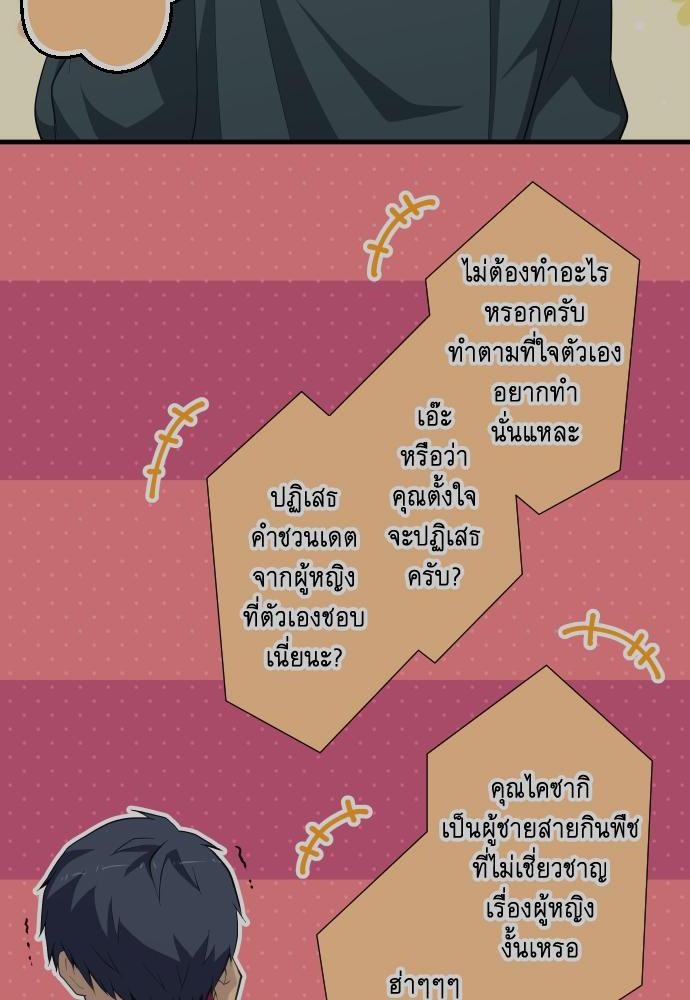 ไม่ต้องทำอะไร
หรอกครับ
ทำตามที่ใจตัวเอง
อยากทำ
นั่นแหละ
เอ๊ะ
หรือว่า
คุณตั้งใจ
จะปฏิเสธ
ครับ?
ปฏิเสธ
คำชวนเดต
จากผู้หญิง
ที่ตัวเองชอบ
เนี่ยนะ?
คุณไคซากิ
เป็นผู้ชายสายกินพืช
ที่ไม่เชี่ยวชาญ
เรื่องผู้หญิง
งั้นเหรอ
ฮ่าๆๆๆ